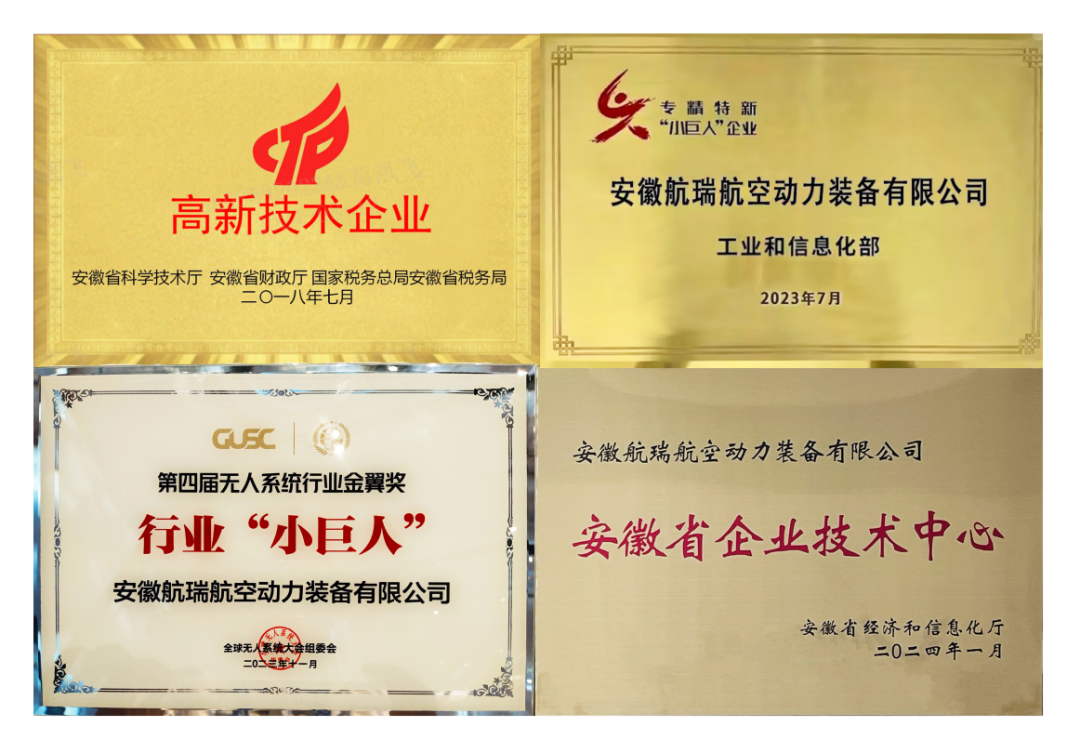 高新技术企业
安徽省科学技术厅 安徽省财政厅 国家税务总局安徽省税务局
二〇一八年七月
专精特新
“小巨人”企业
安徽航瑞航空动力装备有限公司
工业和信息化部
2023年7月
GUSC
第四届无人系统行业金翼奖
行业“小巨人”
安徽航瑞航空动力装备有限公司
全球无人系统大会组委会
二〇二三年十一月
安徽航瑞航空动力装备有限公司
安徽省企业技术中心
安徽省经济和信息化厅
二〇二四年一月